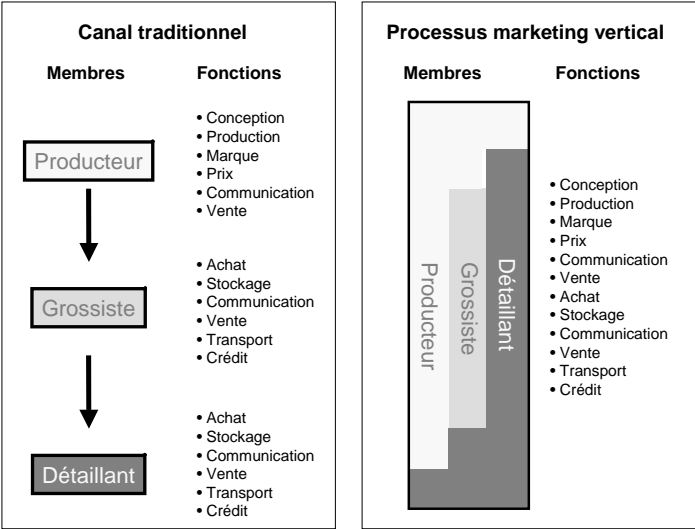 Canal traditionnel
Membres Fonctions
Producteur
• Conception
• Production
• Marque
• Prix
• Communication
• Vente
Grossiste
• Achat
• Stockage
• Communication
• Vente
• Transport
• Crédit
Détaillant
• Achat
• Stockage
• Communication
• Vente
• Transport
• Crédit
Processus marketing vertical
Membres Fonctions
Producteur
Grossiste
Détaillant
• Conception
• Production
• Marque
• Prix
• Communication
• Vente
• Achat
• Stockage
• Communication
• Vente
• Transport
• Crédit